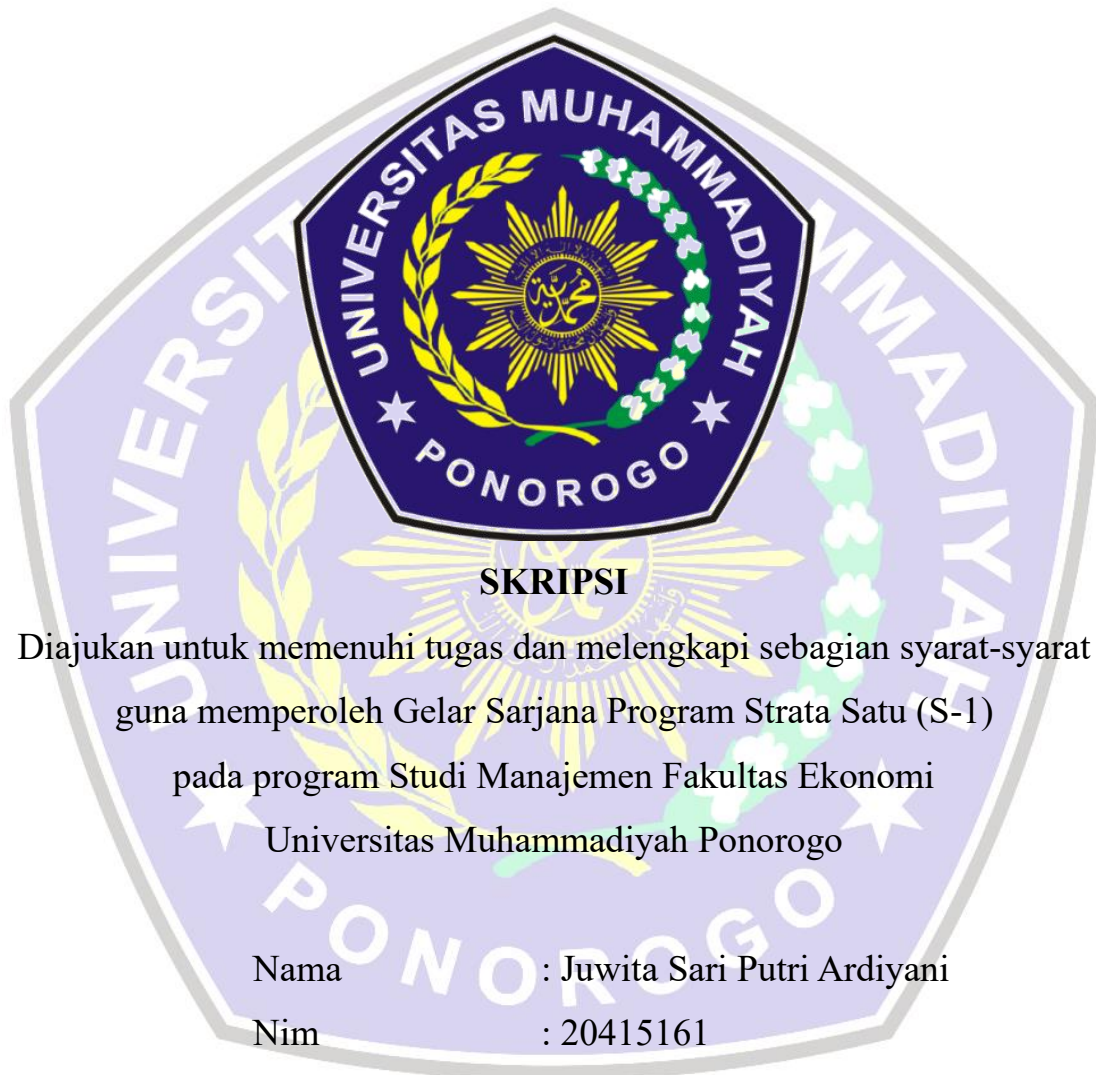 UNIVERSITAS MUHAMMADIYAH
PONOROGO
محمدية
SKRIPSI
Diajukan untuk memenuhi tugas dan melengkapi sebagian syarat-syarat
guna memperoleh Gelar Sarjana Program Strata Satu (S-1)
pada program Studi Manajemen Fakultas Ekonomi
Universitas Muhammadiyah Ponorogo
Nama : Juwita Sari Putri Ardiyani
Nim : 20415161